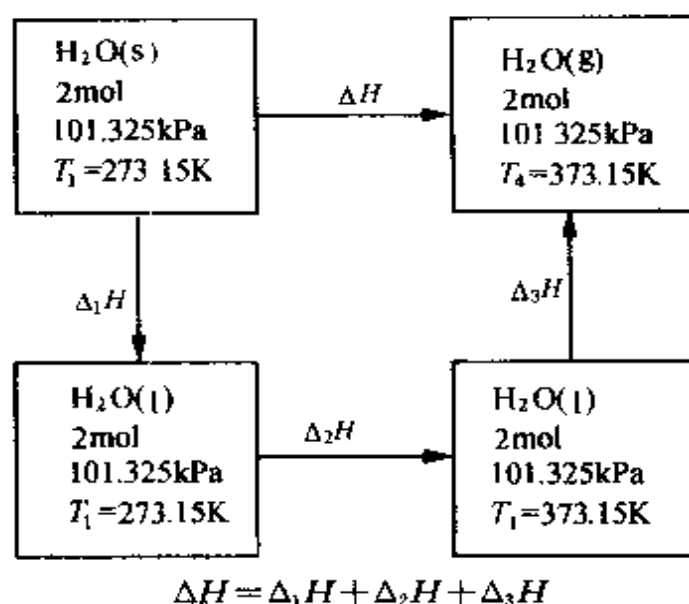 H₂O(s)
2mol
101.325kPa
T₁=273 15K
ΔH
H₂O(g)
2mol
101 325kPa
T₄=373.15K
Δ₁H
Δ₃H
H₂O(l)
2mol
101.325kPa
T₁=273.15K
Δ₂H
H₂O(l)
2mol
101.325kPa
T₁=373.15K
ΔH=Δ₁H+Δ₂H+Δ₃H